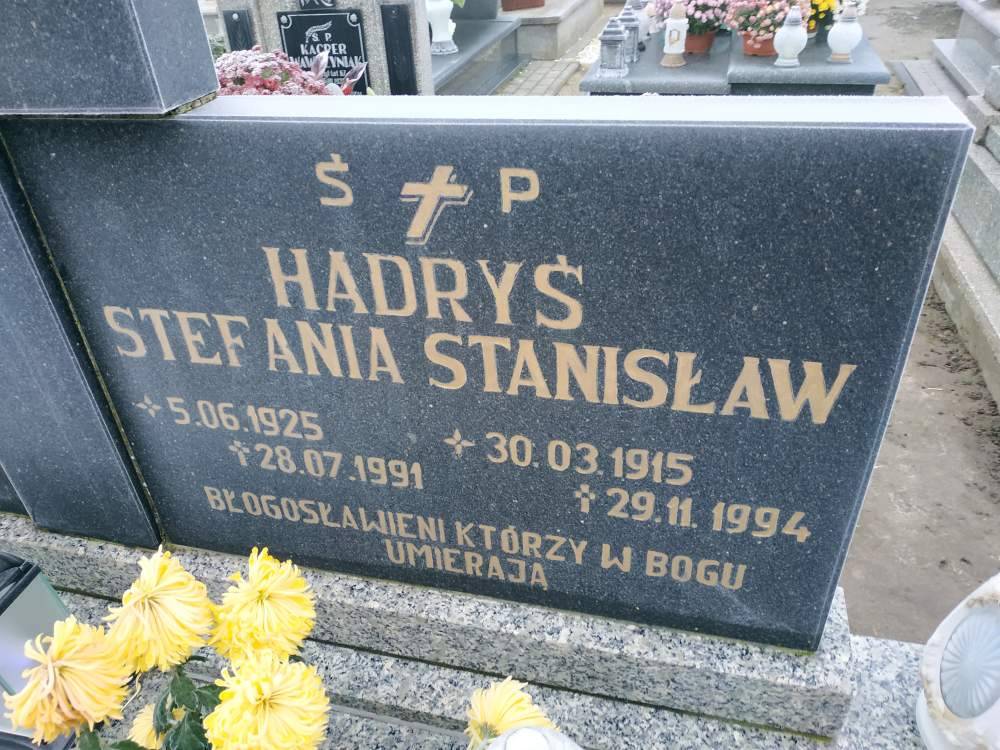 Ś. P.
KACPER
WAWRZYNIAK
Ś P
HADRYŚ
STEFANIA STANISŁAW
5.06.1925
28.07.1991
30.03.1915
29.11.1994
BŁOGOSŁAWIENI KTÓRZY W BOGU
UMIERAJĄ